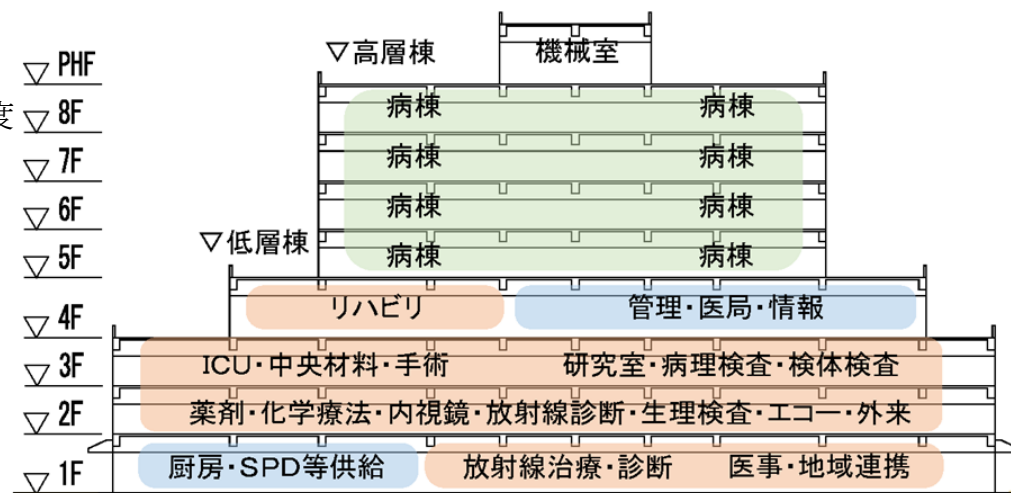 機械室
▽高層棟
▽ PHF
度
▽ 8F 病棟 病棟
▽ 7F 病棟 病棟
▽ 6F 病棟 病棟
▽低層棟
▽ 5F 病棟 病棟
▽ 4F リハビリ 管理・医局・情報
▽ 3F ICU・中央材料・手術 研究室・病理検査・検体検査
▽ 2F 薬剤・化学療法・内視鏡・放射線診断・生理検査・エコー・外来
▽ 1F 厨房・SPD等供給 放射線治療・診断 医事・地域連携